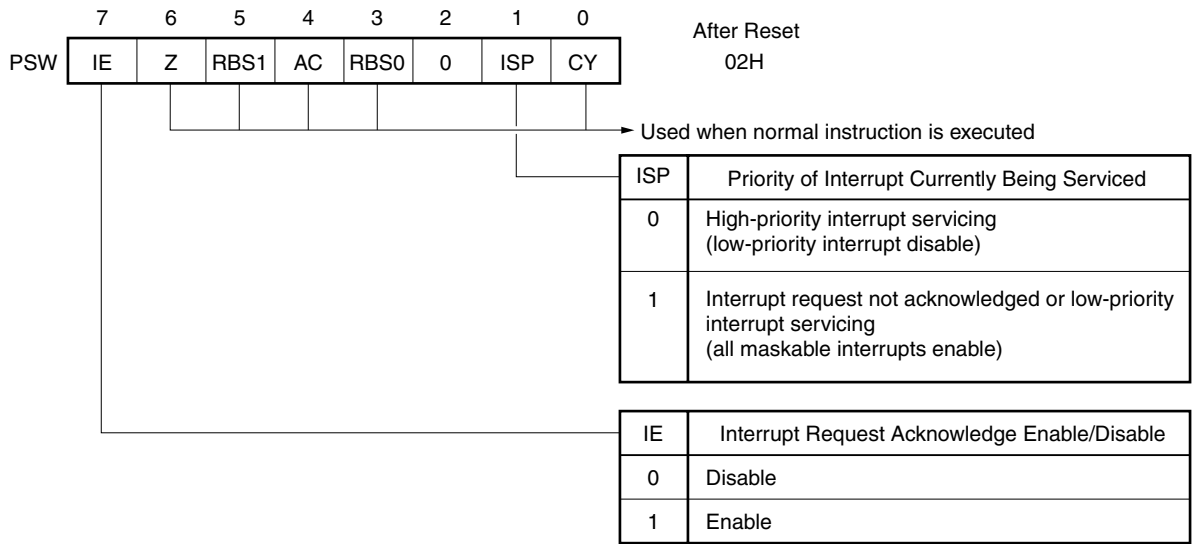 7 6 5 4 3 2 1 0
After Reset
PSW IE Z RBS1 AC RBS0 0 ISP CY 02H
Used when normal instruction is executed
ISP Priority of Interrupt Currently Being Serviced
0 High-priority interrupt servicing
(low-priority interrupt disable)
1 Interrupt request not acknowledged or low-priority
interrupt servicing
(all maskable interrupts enable)
IE Interrupt Request Acknowledge Enable/Disable
0 Disable
1 Enable